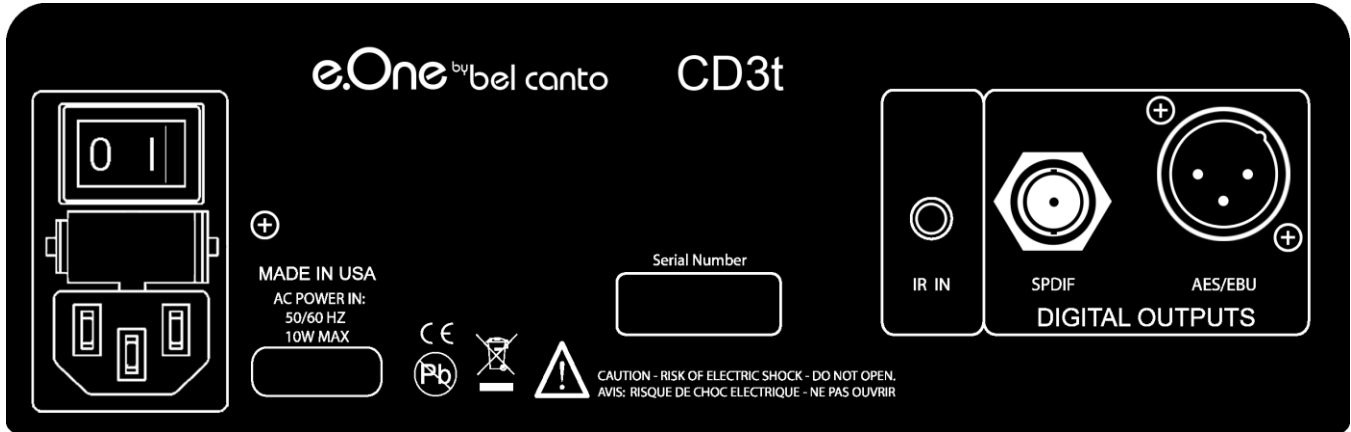 e.One by bel canto CD3t
0 I
MADE IN USA
AC POWER IN:
50/60 HZ
10W MAX
CE
Pb
Serial Number
CAUTION - RISK OF ELECTRIC SHOCK - DO NOT OPEN.
AVIS: RISQUE DE CHOC ELECTRIQUE - NE PAS OUVRIR
IR IN
SPDIF
AES/EBU
DIGITAL OUTPUTS